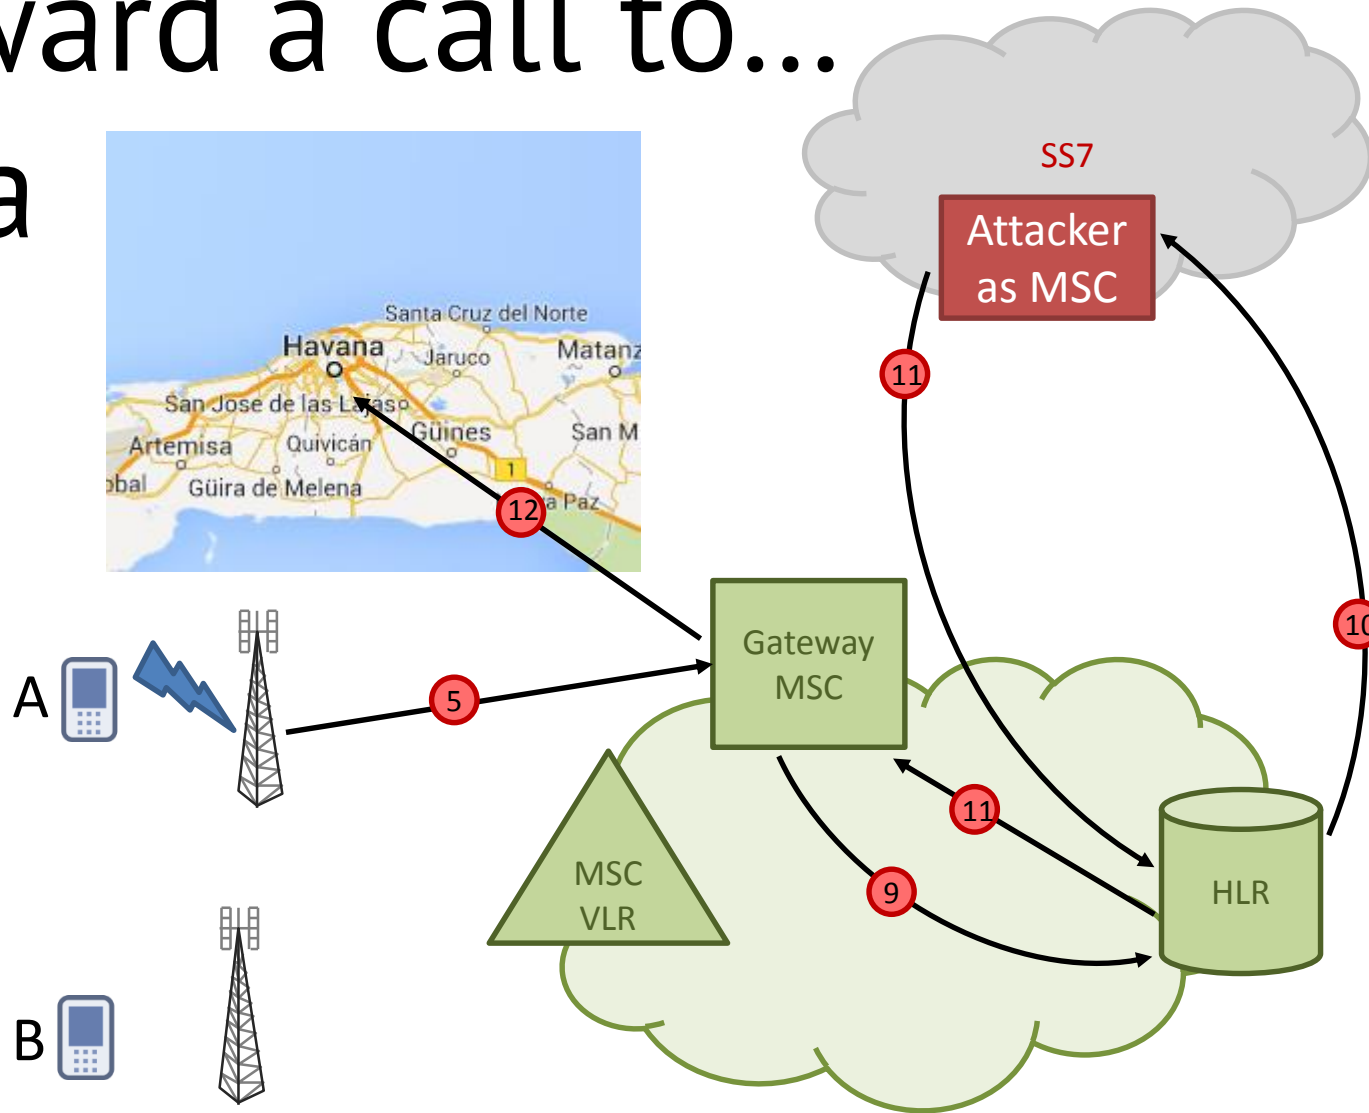 ward a call to...
a
SS7
Attacker
as MSC
Santa Cruz del Norte
Havana
Jaruco
Matanz
San Jose de las Lajas
Güines
San M
Artemisa
Quivicán
obal
Güira de Melena
1
a Paz
11
12
10
Gateway
MSC
A
5
11
MSC
VLR
9
HLR
B